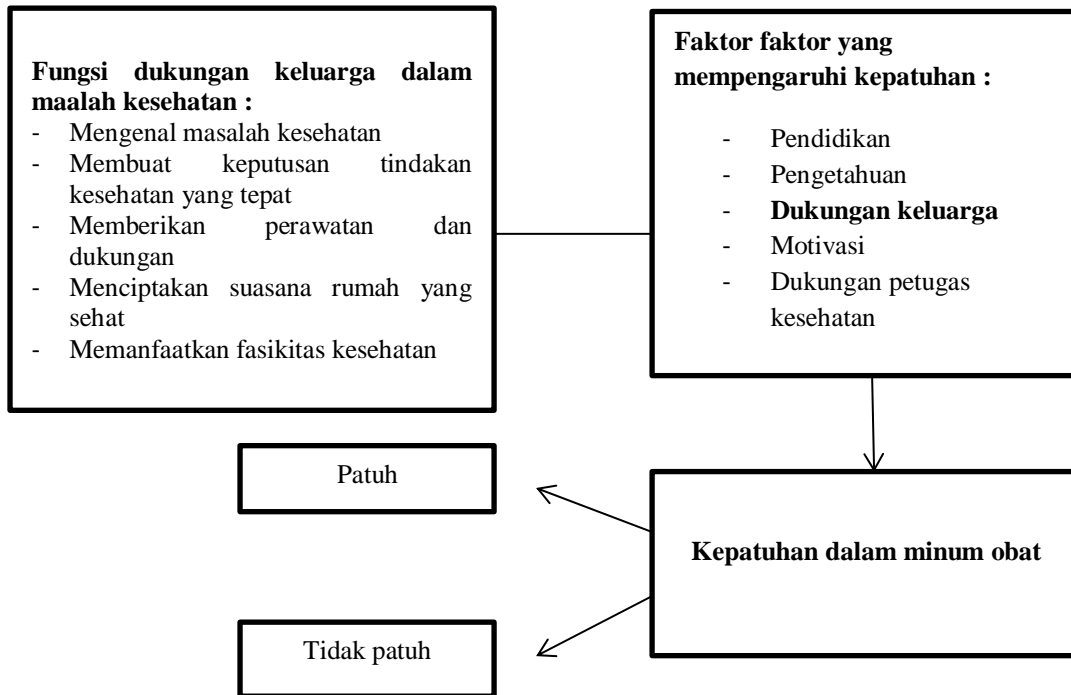 Fungsi dukungan keluarga dalam
maalah kesehatan :
- Mengenal masalah kesehatan
- Membuat keputusan tindakan
kesehatan yang tepat
- Memberikan perawatan dan
dukungan
- Menciptakan suasana rumah yang
sehat
- Memanfaatkan fasikitas kesehatan
Faktor faktor yang
mempengaruhi kepatuhan :
- Pendidikan
- Pengetahuan
- Dukungan keluarga
- Motivasi
- Dukungan petugas
kesehatan
Patuh
Kepatuhan dalam minum obat
Tidak patuh